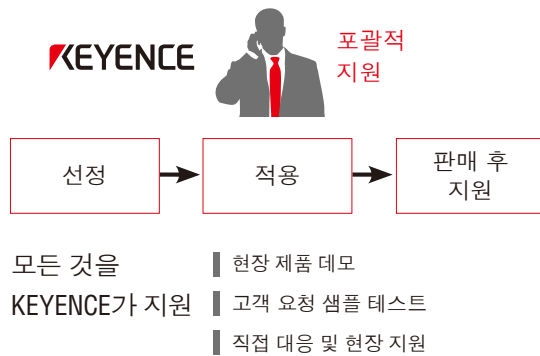 KEYENCE
포괄적
지원
선정
적용
판매 후
지원
모든 것을
KEYENCE가 지원
현장 제품 데모
고객 요청 샘플 테스트
직접 대응 및 현장 지원